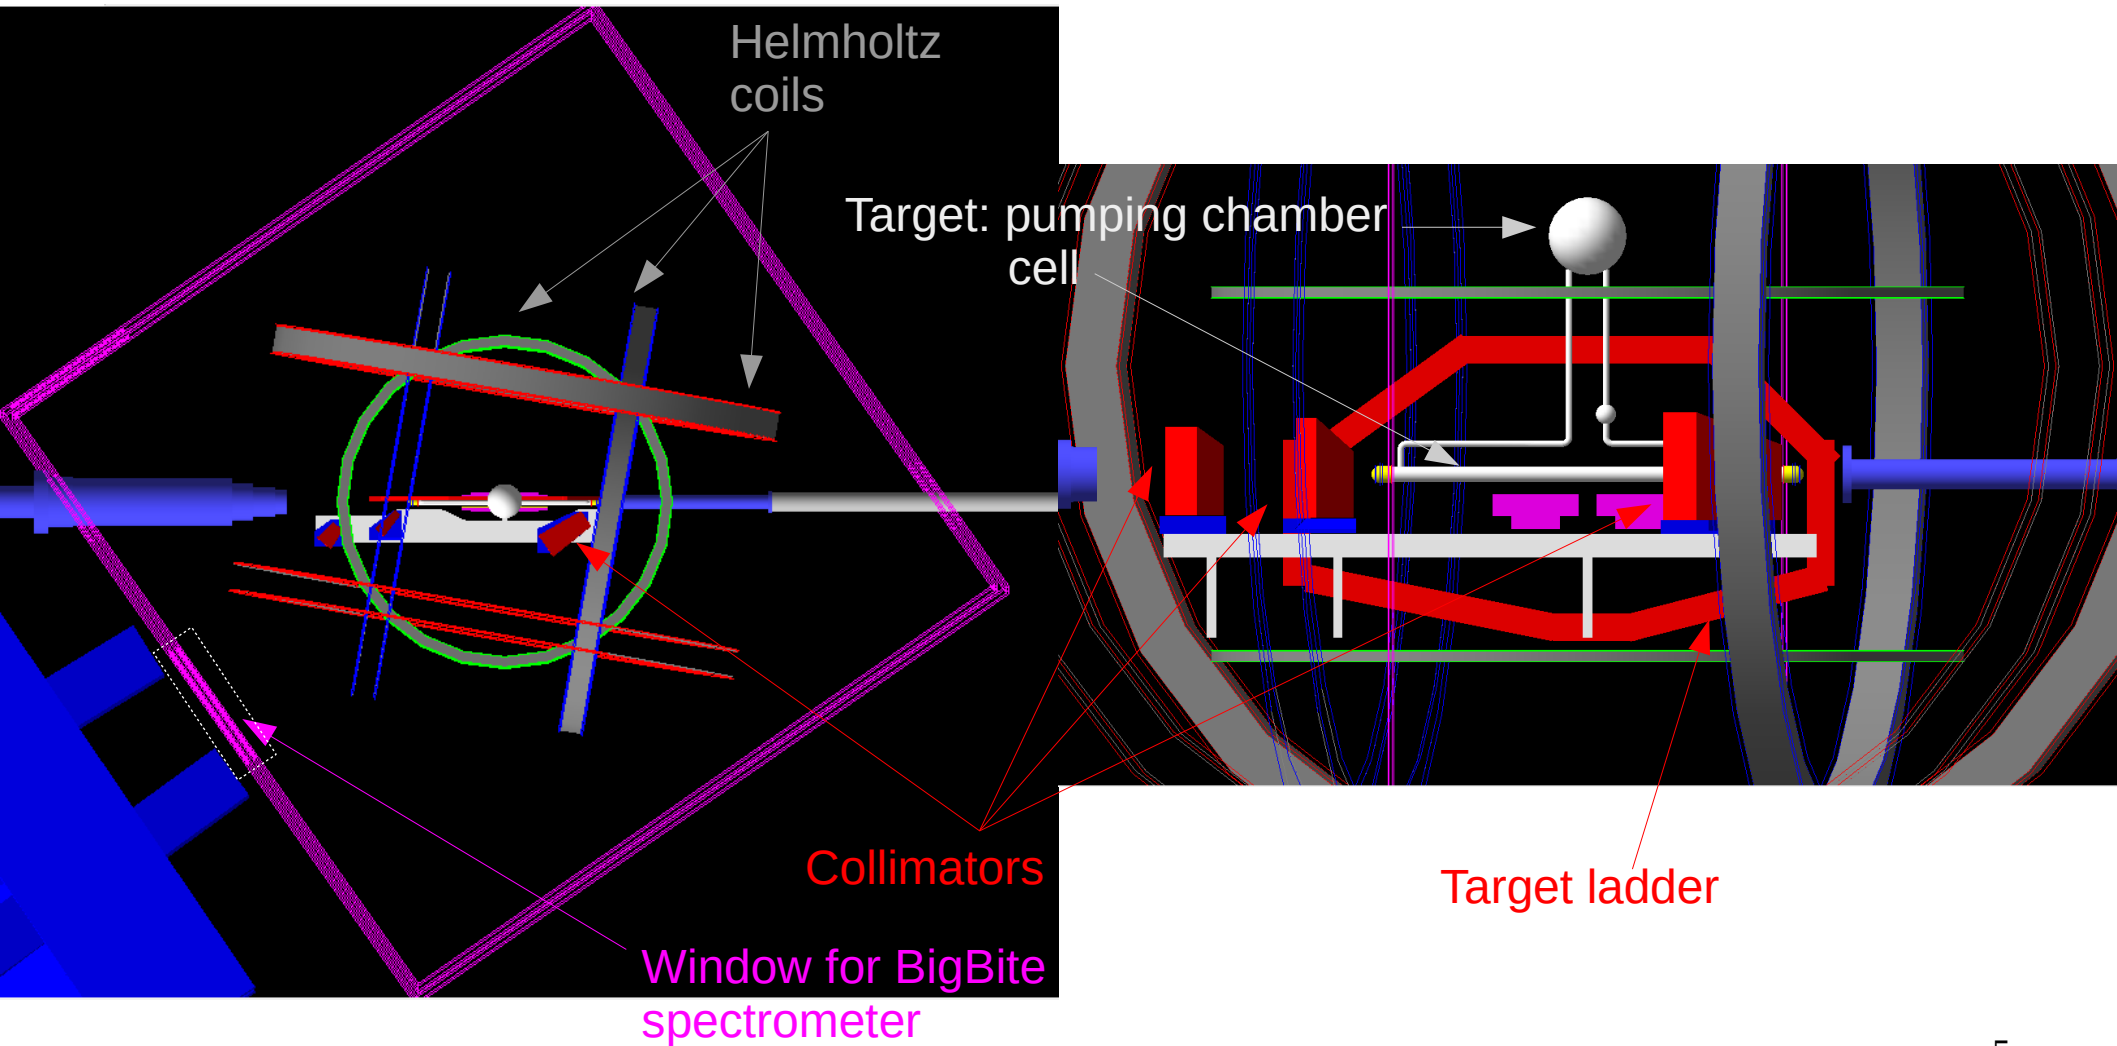 Helmholtz
coils
Target: pumping chamber
cell
Collimators
Target ladder
Window for BigBite
spectrometer